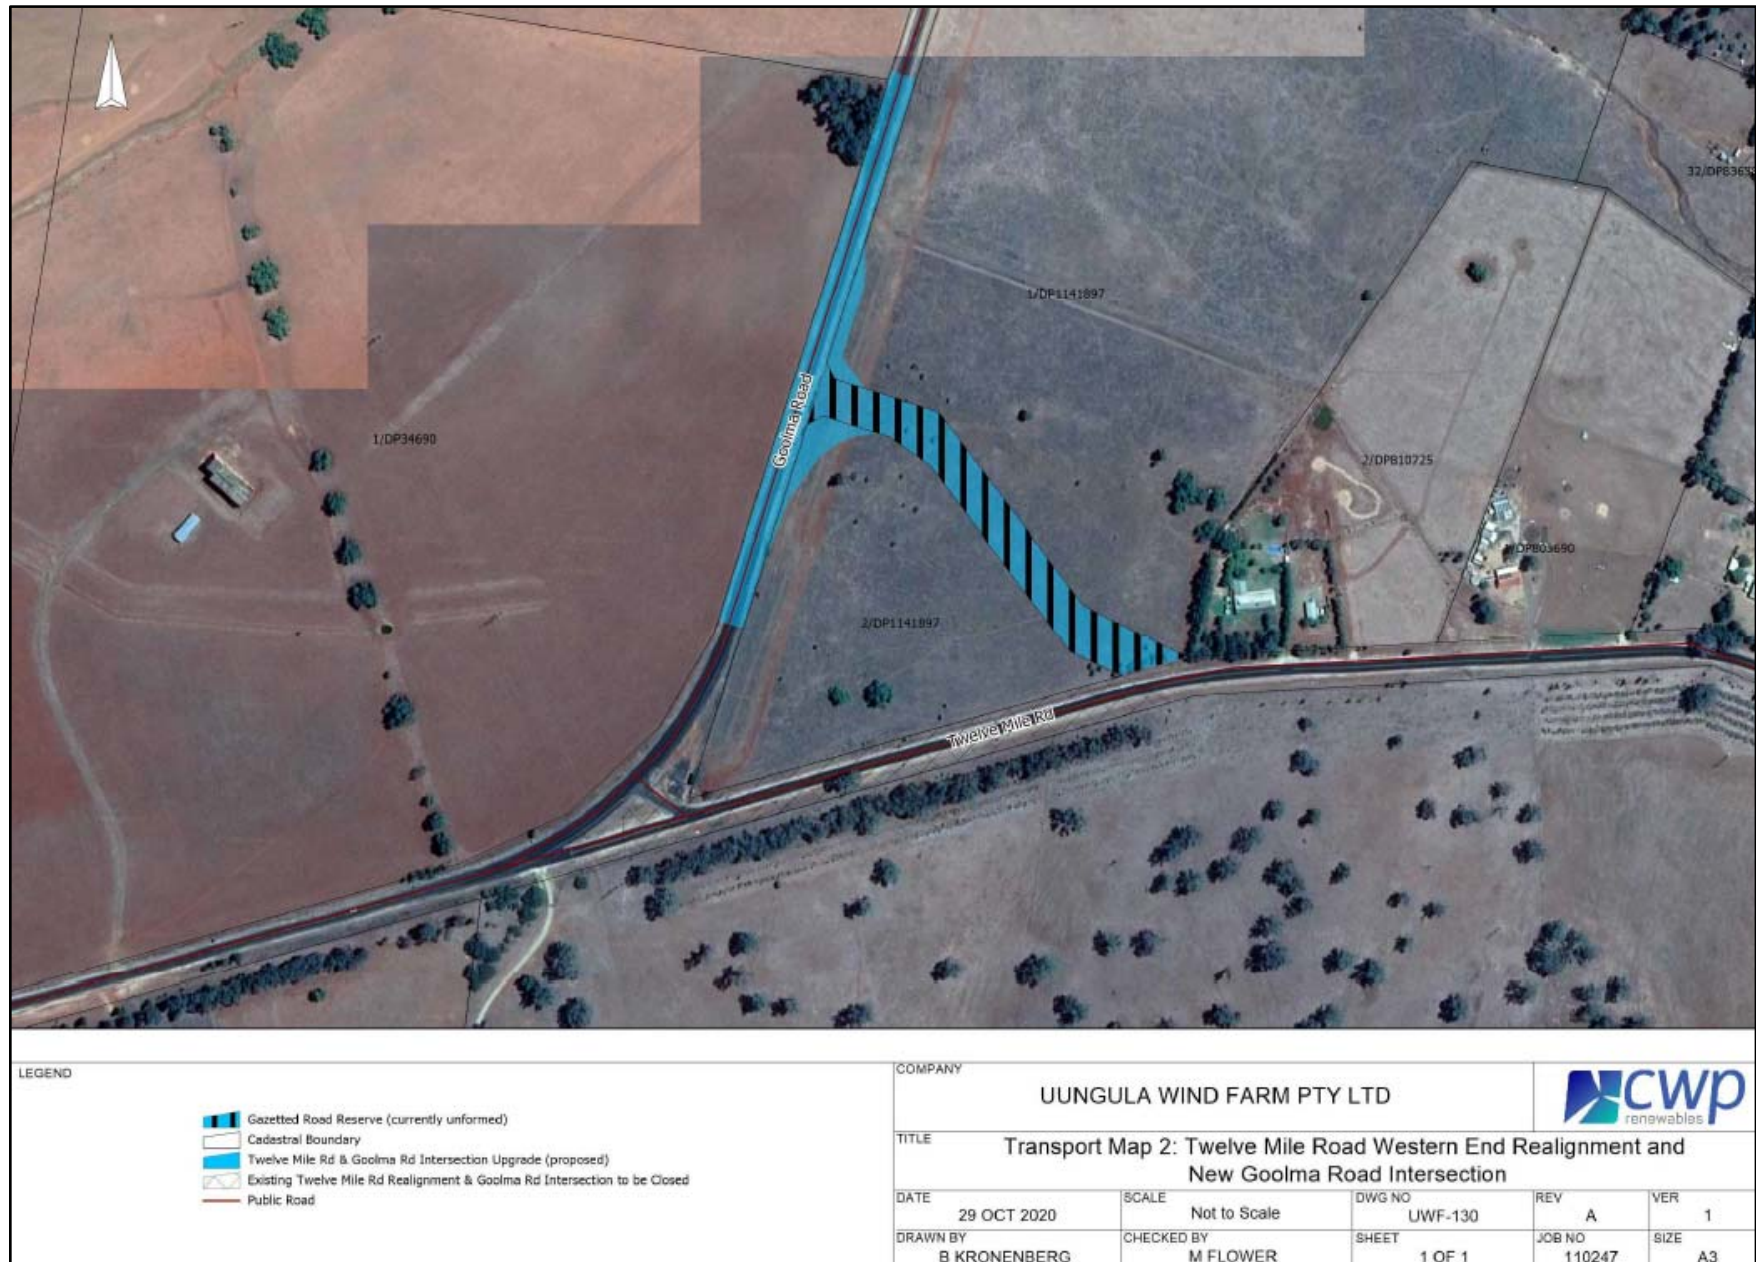 32/DP8369
1/DP1141897
1/DP34690
Goolma Road
2/DP810725
DP803690
2/DP1141897
Twelve Mile Rd
LEGEND
Gazetted Road Reserve (currently unformed)
Cadastral Boundary
Twelve Mile Rd & Goolma Rd Intersection Upgrade (proposed)
Existing Twelve Mile Rd Realignment & Goolma Rd Intersection to be Closed
Public Road
COMPANY
UUNGULA WIND FARM PTY LTD
cwp
renewables
TITLE
Transport Map 2: Twelve Mile Road Western End Realignment and
New Goolma Road Intersection
DATE
29 OCT 2020
SCALE
Not to Scale
DWG NO
UWF-130
REV
A
VER
1
DRAWN BY
B KRONENBERG
CHECKED BY
M FLOWER
SHEET
1 OF 1
JOB NO
110247
SIZE
A3